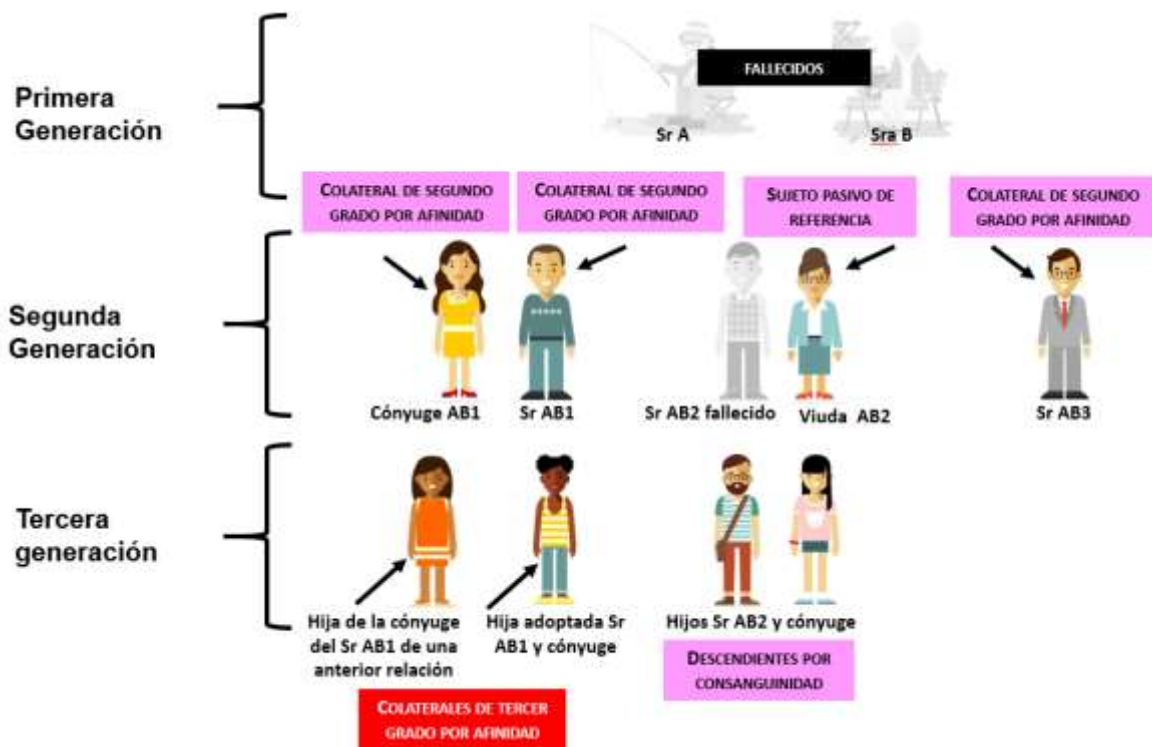 FALLECIDOS
Primera
Generación
Sr A
Sra B
COLATERAL DE SEGUNDO
GRADO POR AFINIDAD
COLATERAL DE SEGUNDO
GRADO POR AFINIDAD
SUJETO PASIVO DE
REFERENCIA
COLATERAL DE SEGUNDO
GRADO POR AFINIDAD
Segunda
Generación
Cónyuge AB1
Sr AB1
Sr AB2 fallecido
Viuda AB2
Sr AB3
Tercera
generación
Hija de la cónyuge
del Sr AB1 de una
anterior relación
Hija adoptada Sr
AB1 y cónyuge
Hijos Sr AB2 y cónyuge
DESCENDIENTES POR
CONSANGUINIDAD
COLATERALES DE TERCER
GRADO POR AFINIDAD